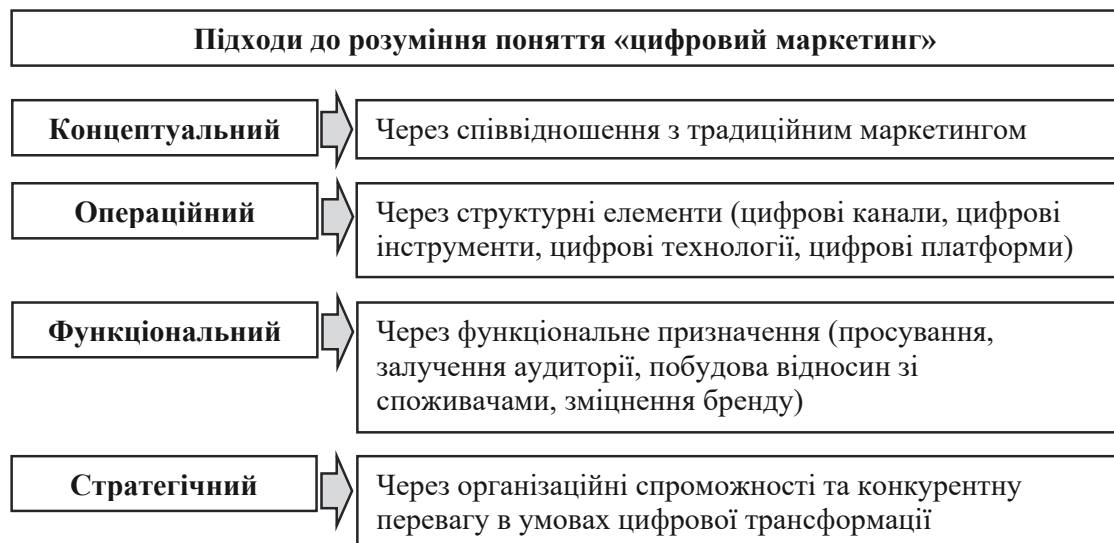 Підходи до розуміння поняття «цифровий маркетинг»
Концептуальний
Через співвідношення з традиційним маркетингом
Операційний
Через структурні елементи (цифрові канали, цифрові
інструменти, цифрові технології, цифрові платформи)
Функціональний
Через функціональне призначення (просування,
залучення аудиторії, побудова відносин зі
споживачами, зміцнення бренду)
Стратегічний
Через організаційні спроможності та конкурентну
перевагу в умовах цифрової трансформації